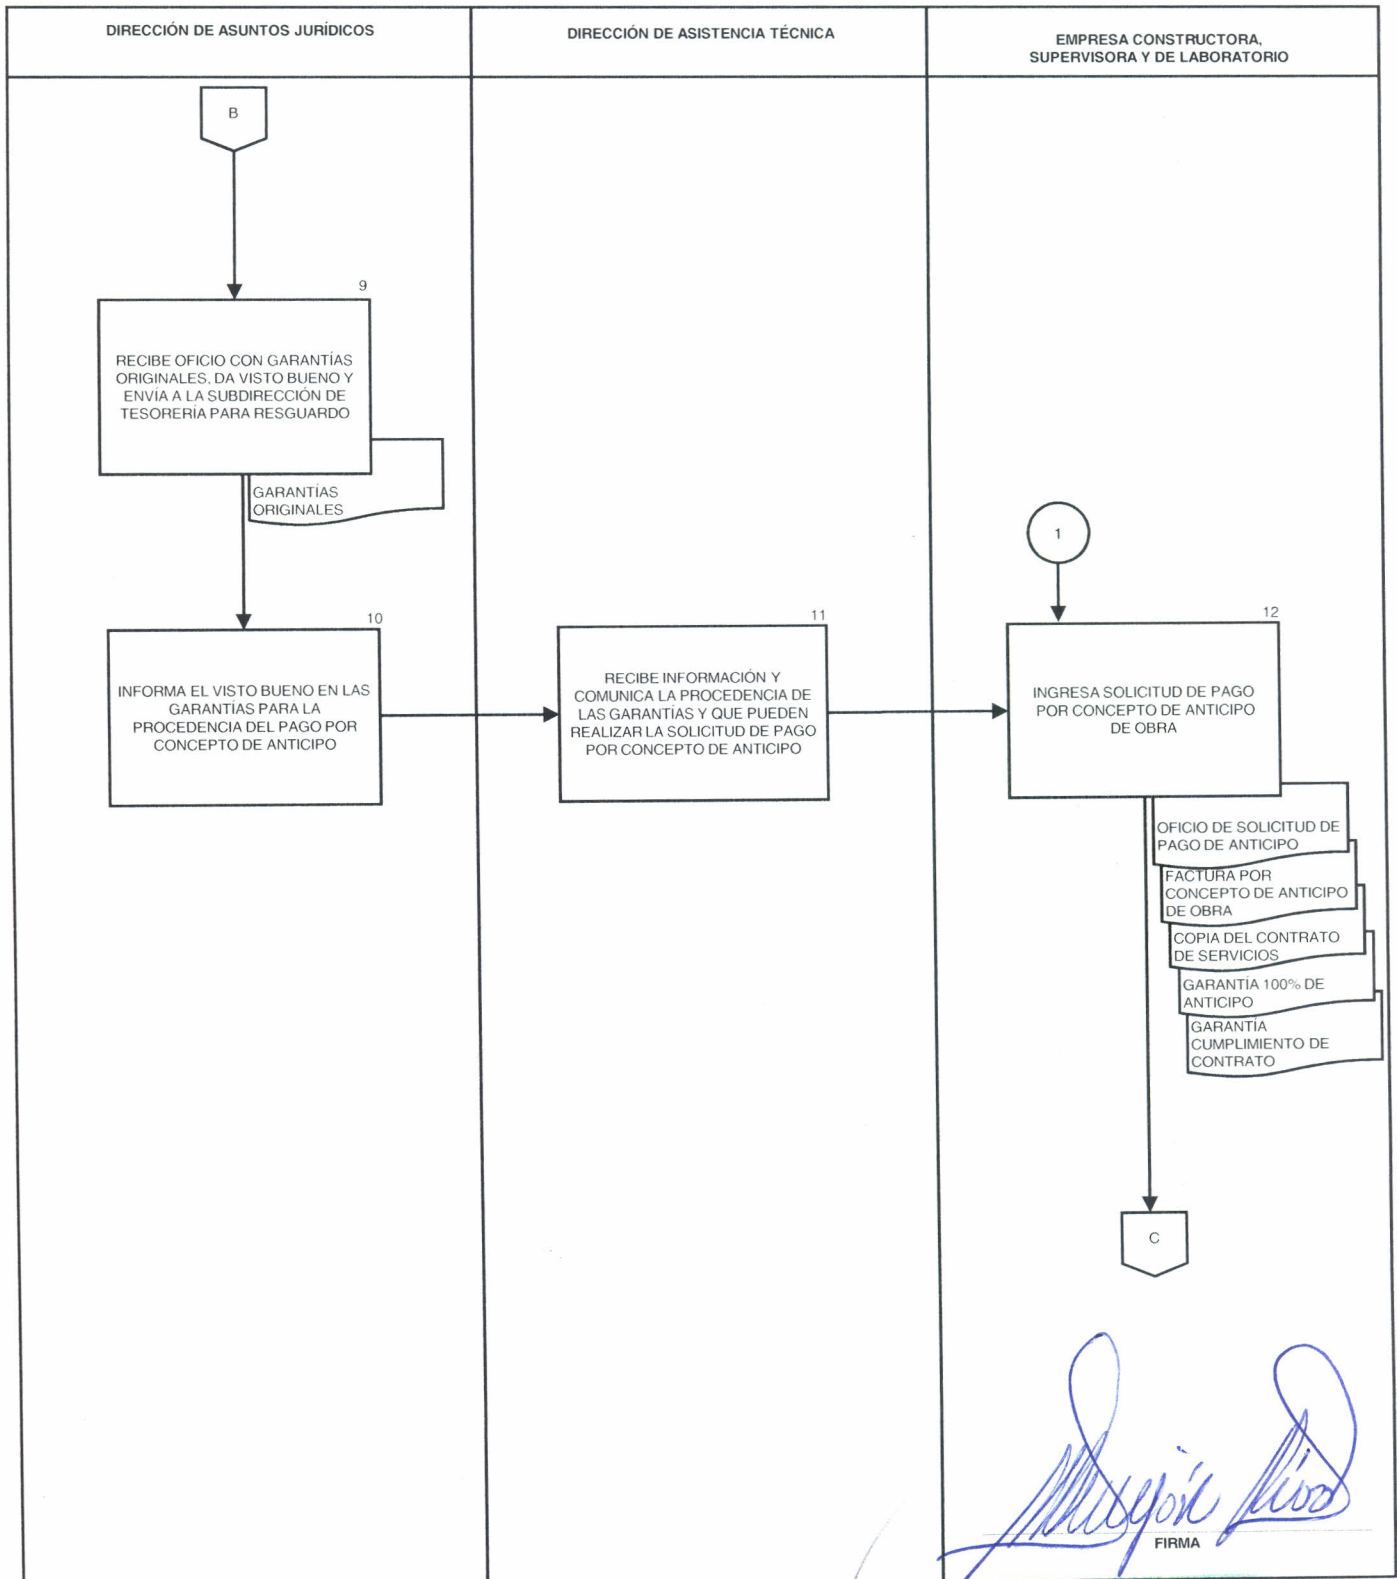 DIRECCIÓN DE ASUNTOS JURÍDICOS
DIRECCIÓN DE ASISTENCIA TÉCNICA
EMPRESA CONSTRUCTORA,
SUPERVISORA Y DE LABORATORIO
B
9
RECIBE OFICIO CON GARANTÍAS
ORIGINALES, DA VISTO BUENO Y
ENVÍA A LA SUBDIRECCIÓN DE
TESORERÍA PARA RESGUARDO
GARANTÍAS
ORIGINALES
10
INFORMA EL VISTO BUENO EN LAS
GARANTÍAS PARA LA
PROCEDENCIA DEL PAGO POR
CONCEPTO DE ANTICIPO
11
RECIBE INFORMACIÓN Y
COMUNICA LA PROCEDENCIA DE
LAS GARANTÍAS Y QUE PUEDEN
REALIZAR LA SOLICITUD DE PAGO
POR CONCEPTO DE ANTICIPO
1
12
INGRESA SOLICITUD DE PAGO
POR CONCEPTO DE ANTICIPO
DE OBRA
OFICIO DE SOLICITUD DE
PAGO DE ANTICIPO
FACTURA POR
CONCEPTO DE ANTICIPO
DE OBRA
COPIA DEL CONTRATO
DE SERVICIOS
GARANTÍA 100% DE
ANTICIPO
GARANTÍA
CUMPLIMIENTO DE
CONTRATO
C
FIRMA